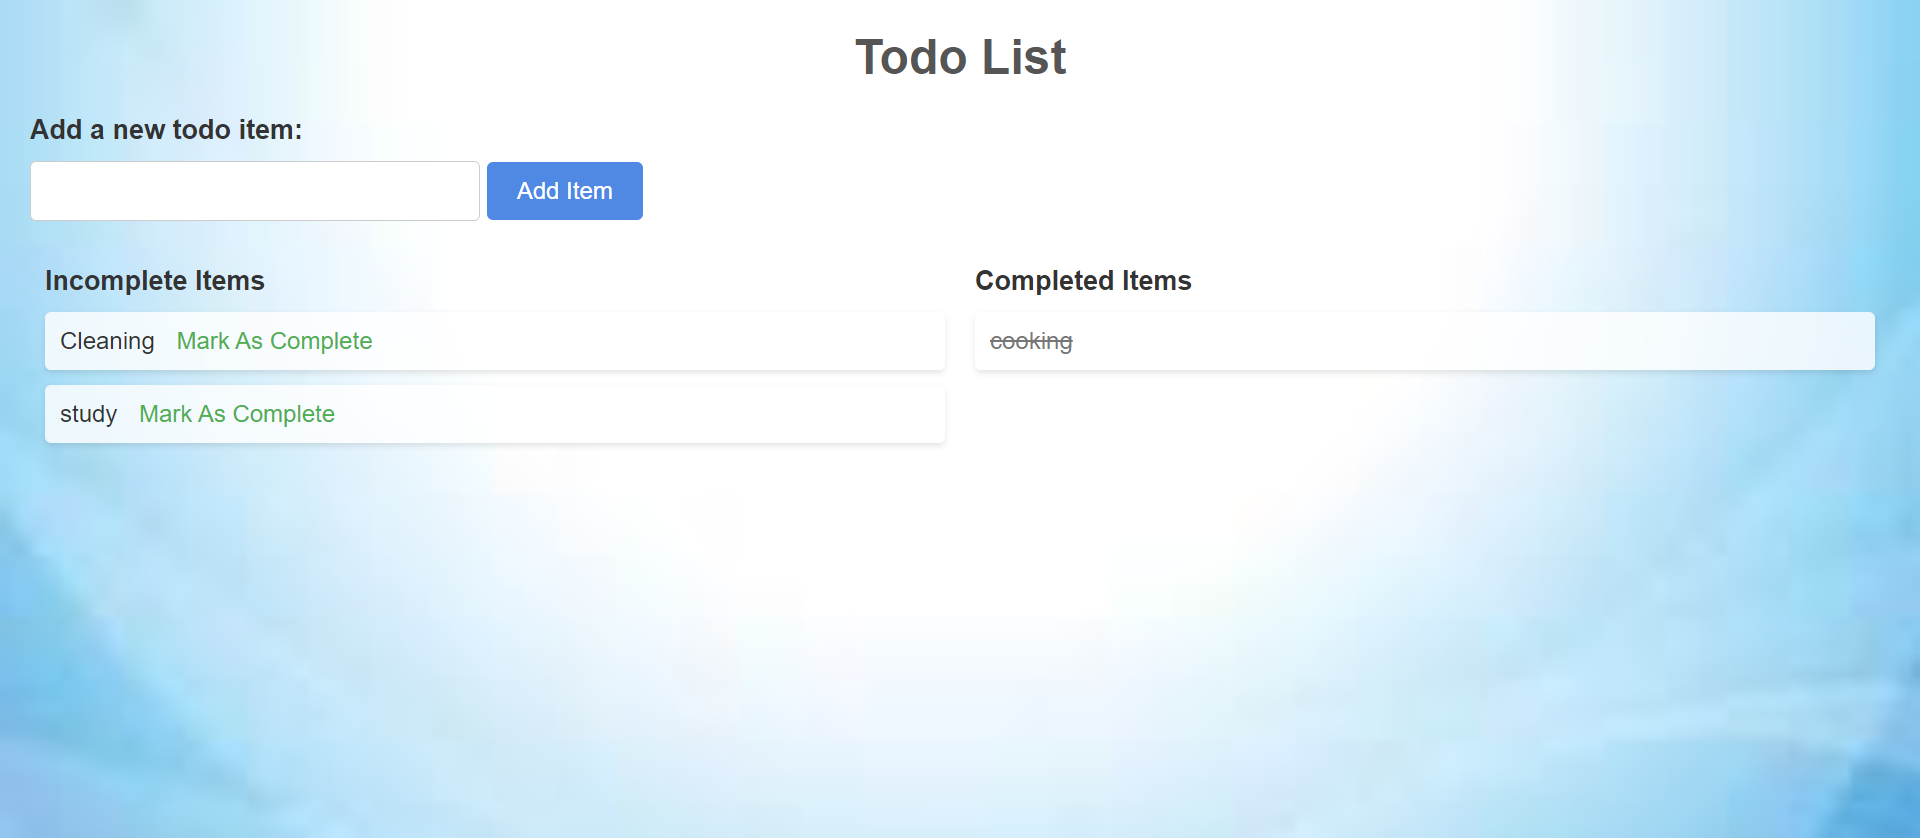 Todo List
Add a new todo item:
Add Item
Incomplete Items
Cleaning Mark As Complete
study Mark As Complete
Completed Items
cooking